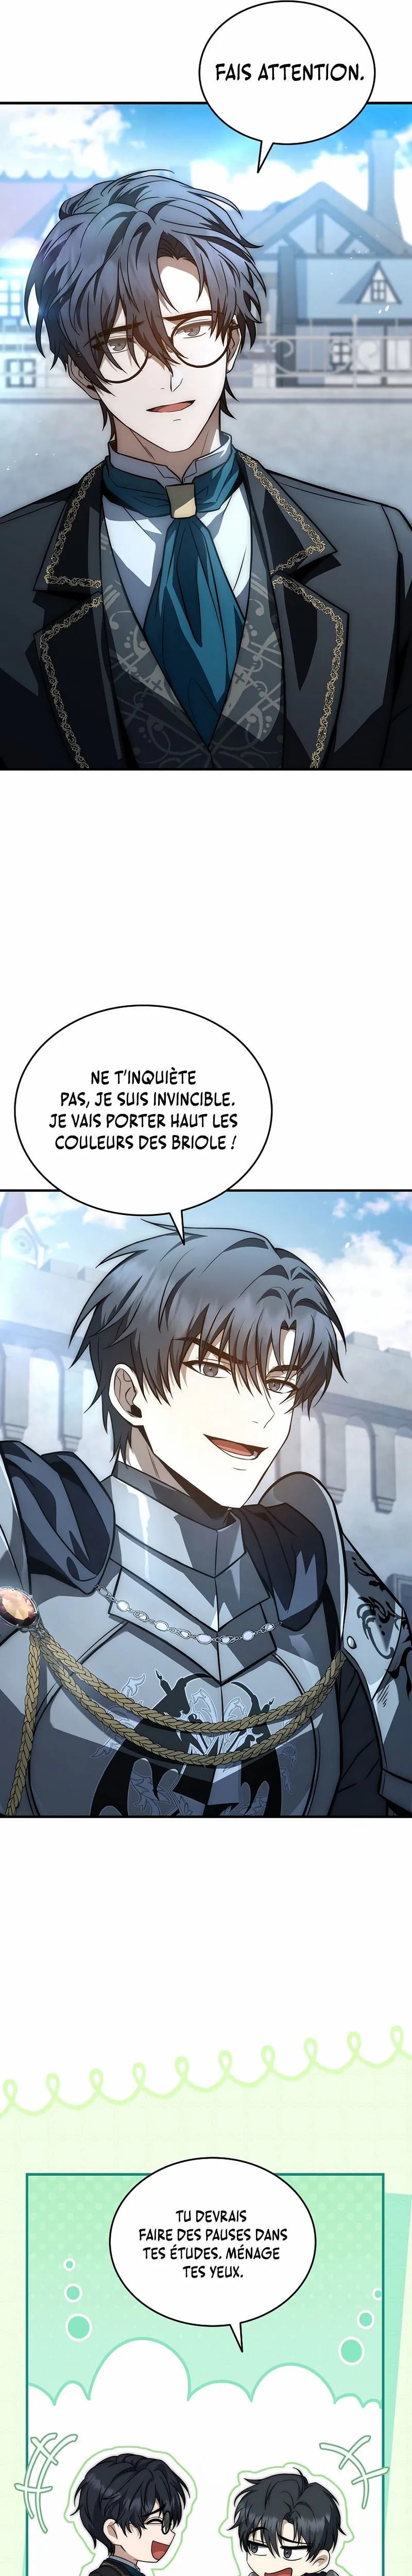 FAIS ATTENTION.
NE T'INQUIÈTE
PAS, JE SUIS INVINCIBLE.
JE VAIS PORTER HAUT LES
COULEURS DES BRIOLE !
TU DEVRAIS
FAIRE DES PAUSES DANS
TES ÉTUDES. MÉNAGE
TES YEUX.